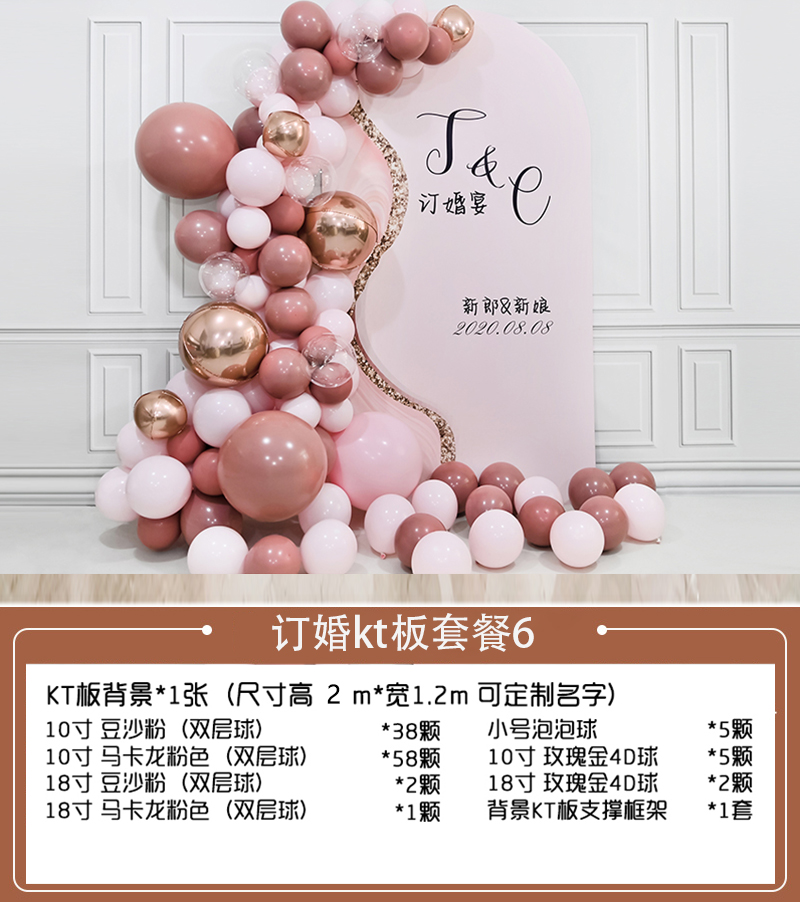 J & C
订婚宴
新郎&新娘
2020.08.08
订婚kt板套餐6
KT板背景*1张（尺寸高 2 m*宽1.2m 可定制名字）
10寸 豆沙粉（双层球） *38颗 小号泡泡球 *5颗
10寸 马卡龙粉色（双层球） *58颗 10寸 玫瑰金4D球 *5颗
18寸 豆沙粉（双层球） *2颗 18寸 玫瑰金4D球 *2颗
18寸 马卡龙粉色（双层球） *1颗 背景KT板支撑框架 *1套